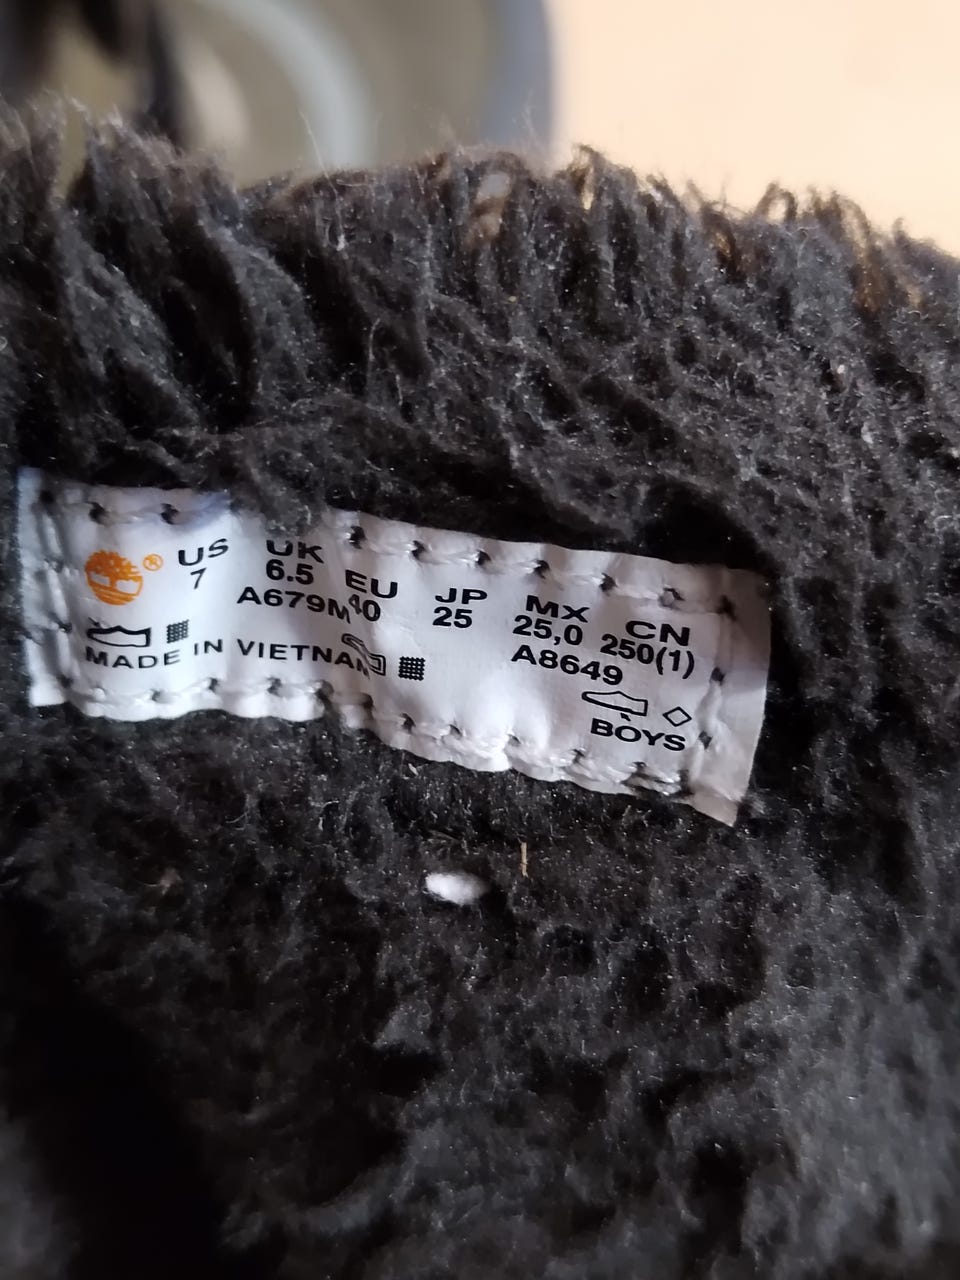 ® US UK EU JP MX CN
7 6.5 40 25 25,0 250(1)
A679M A8649
MADE IN VIETNAM
BOYS